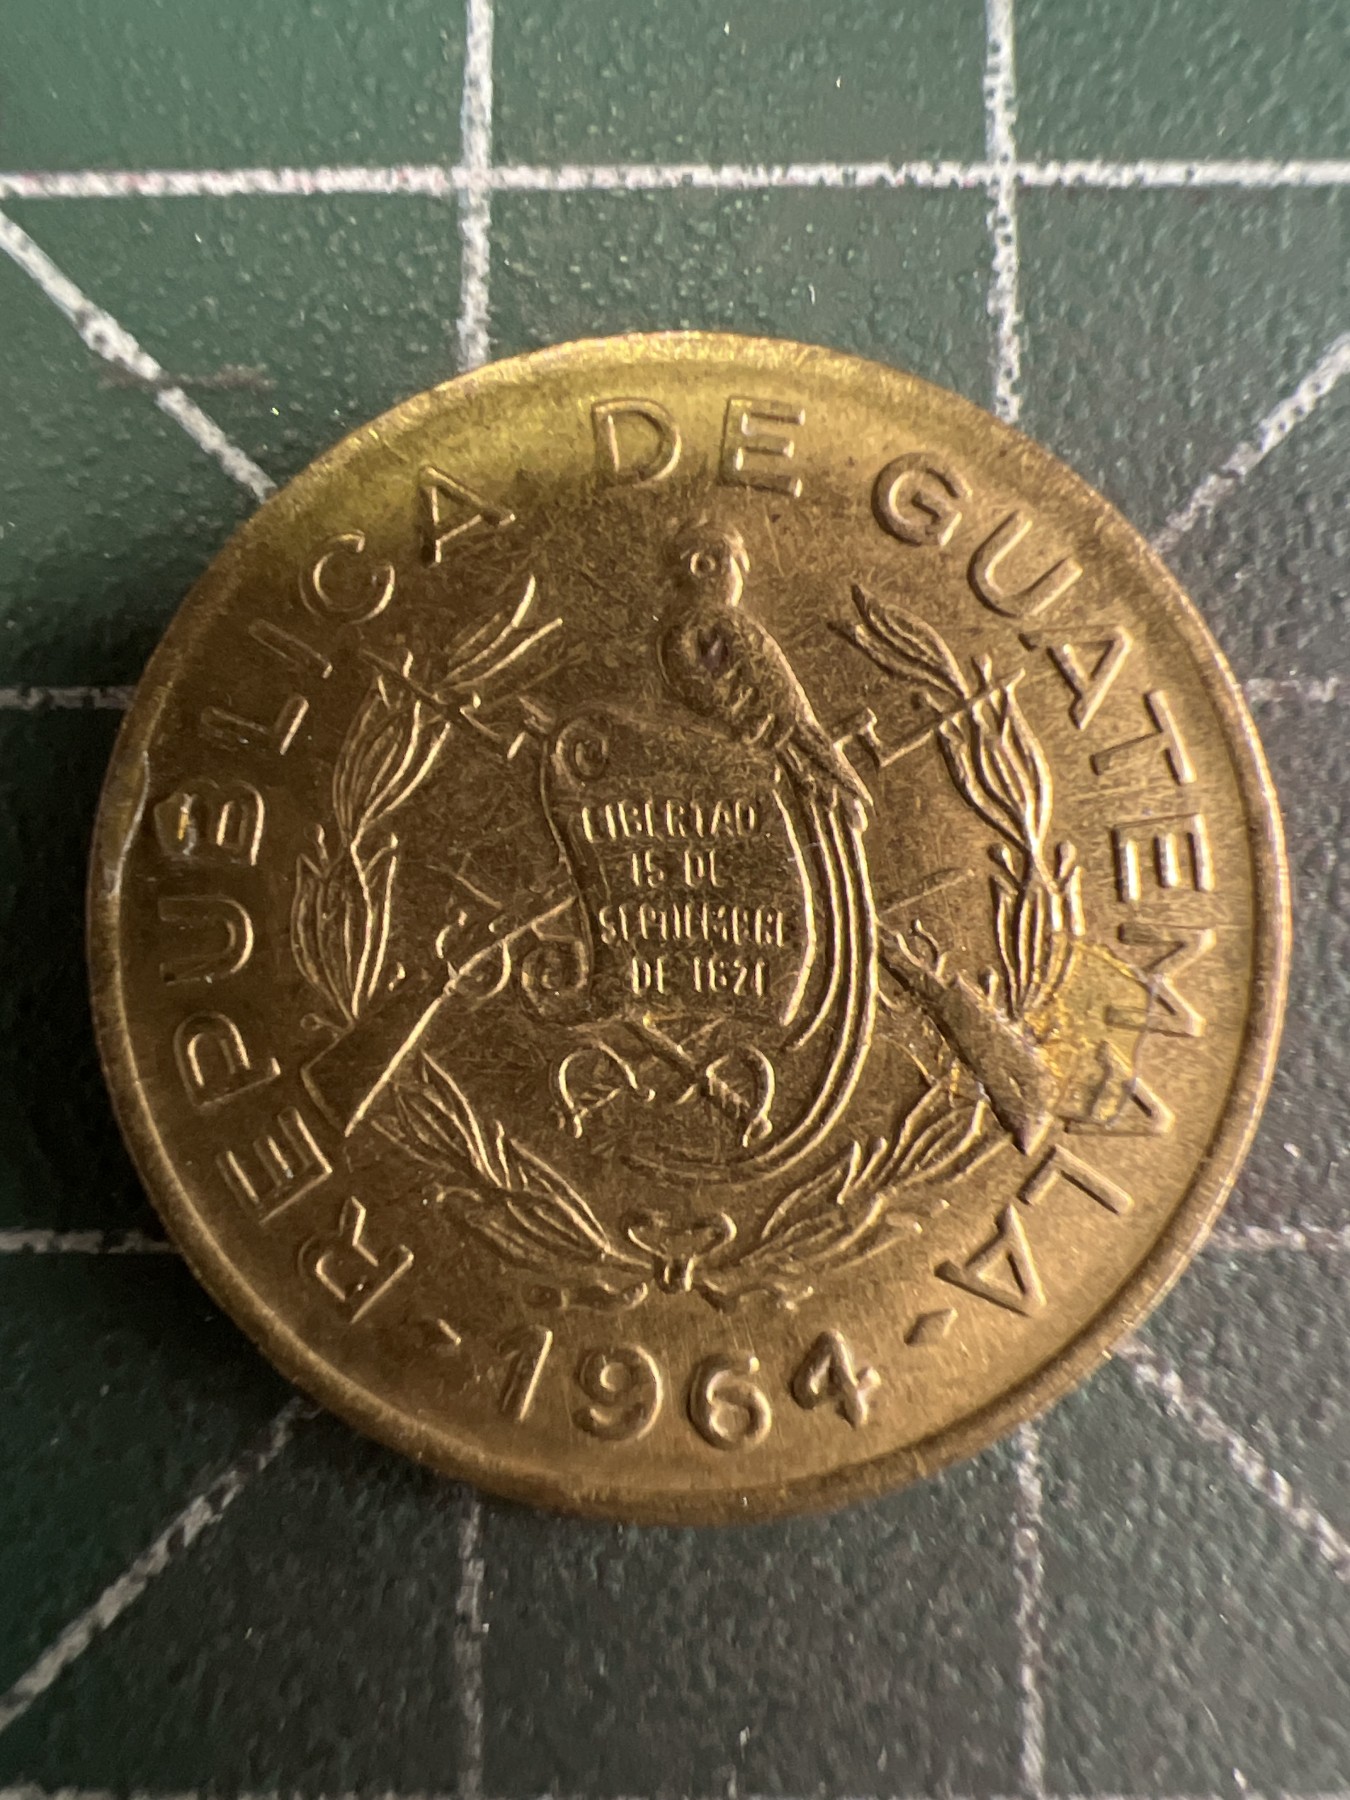 REPUBLICA DE GUATEMALA
LIBERTAD
15 DE
SEPTIEMBRE
DE 1821
- 1964 -